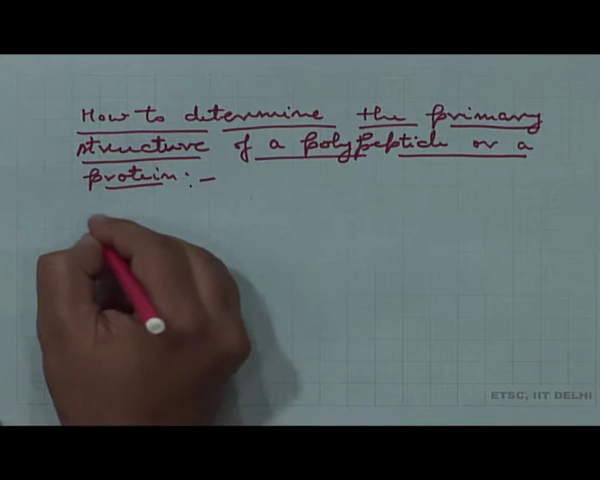 How to determine the primary
structure of a polypeptide or a
protein:-
ETSC, IIT DELHI